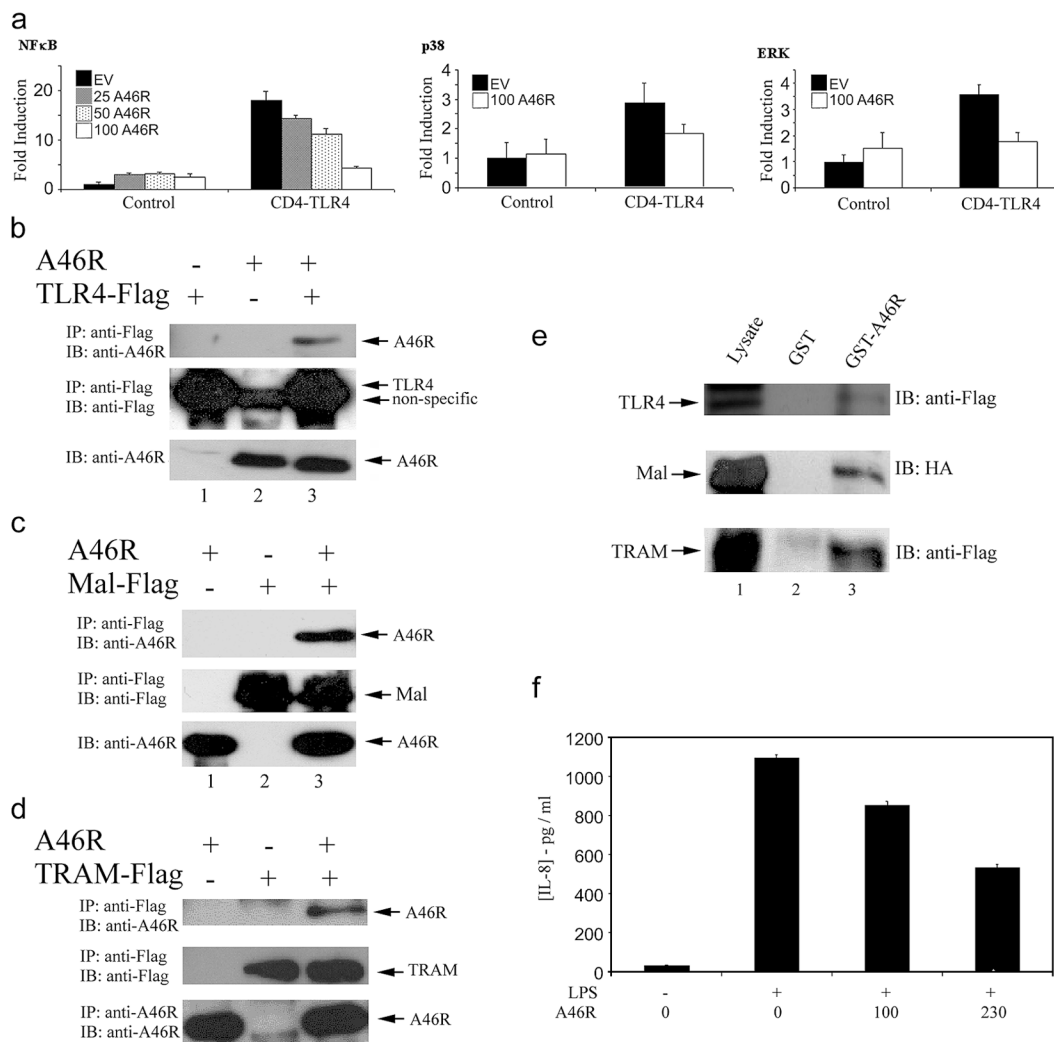 a
NFκB
Fold Induction
20
10
0
EV
25 A46R
50 A46R
100 A46R
Control
CD4-TLR4
p38
Fold Induction
4
3
2
1
0
EV
100 A46R
Control
CD4-TLR4
ERK
Fold Induction
4
3
2
1
0
EV
100 A46R
Control
CD4-TLR4
b
A46R - + +
TLR4-Flag + - +
IP: anti-Flag
IB: anti-A46R
A46R
IP: anti-Flag
IB: anti-Flag
TLR4
non-specific
IB: anti-A46R
A46R
1 2 3
c
A46R + - +
Mal-Flag - + +
IP: anti-Flag
IB: anti-A46R
A46R
IP: anti-Flag
IB: anti-Flag
Mal
IB: anti-A46R
A46R
1 2 3
d
A46R + - +
TRAM-Flag - + +
IP: anti-Flag
IB: anti-A46R
A46R
IP: anti-Flag
IB: anti-Flag
TRAM
IP: anti-A46R
IB: anti-A46R
A46R
e
Lysate GST GST-A46R
TLR4 IB: anti-Flag
Mal IB: HA
TRAM IB: anti-Flag
1 2 3
f
[IL-8] - pg / ml
1200
1000
800
600
400
200
0
LPS - + + +
A46R 0 0 100 230